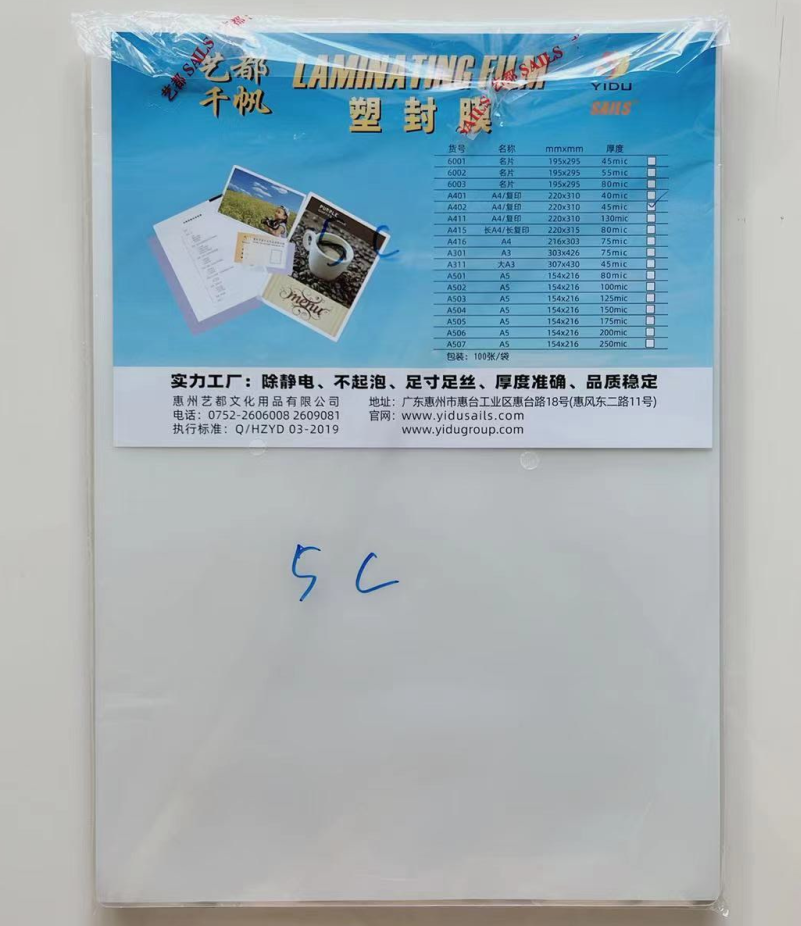 艺都 SAILS 艺都
艺都
千帆
LAMINATING FILM
艺都 SAILS
SAILS
塑封膜
YIDU
SAILS
货号 名称 mmxmm 厚度
6001 名片 195x295 45mic
6002 名片 195x295 55mic
6003 名片 195x295 80mic
A401 A4/复印 220x310 40mic
A402 A4/复印 220x310 45mic
A411 A4/复印 220x310 130mic
A415 长A4/长复印 220x315 80mic
A416 A4 216x303 75mic
A301 A3 303x426 75mic
A311 大A3 307x430 45mic
A501 A5 154x216 80mic
A502 A5 154x216 100mic
A503 A5 154x216 125mic
A504 A5 154x216 150mic
A505 A5 154x216 175mic
A506 A5 154x216 200mic
A507 A5 154x216 250mic
包装：100张/袋
PURPLE
menu
5C
实力工厂：除静电、不起泡、足寸足丝、厚度准确、品质稳定
惠州艺都文化用品有限公司 地址：广东惠州市惠台工业区惠台路18号(惠风东二路11号)
电话：0752-2606008 2609081 官网：www.yidusails.com
执行标准：Q/HZYD 03-2019 www.yidugroup.com
5C